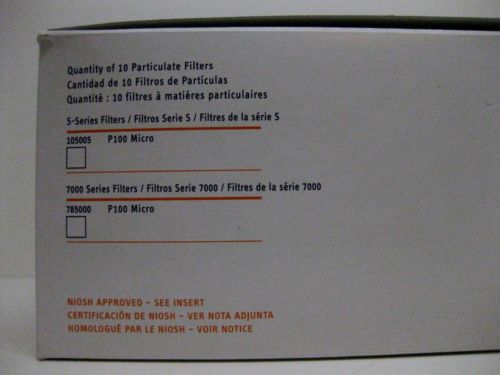 Quantity of 10 Particulate Filters
Cantidad de 10 Filtros de Partículas
Quantité : 10 filtres à matiéres particulaires
S-Series Filters / Filtros Serie S / Filtres de la série S
105005 P100 Micro
7000 Series Filters / Filtros Serie 7000 / Filtres de la série 7000
785000 P100 Micro
NIOSH APPROVED – SEE INSERT
CERTIFICACIÓN DE NIOSH – VER NOTA ADJUNTA
HOMOLOGUÉ PAR LE NIOSH – VOIR NOTICE